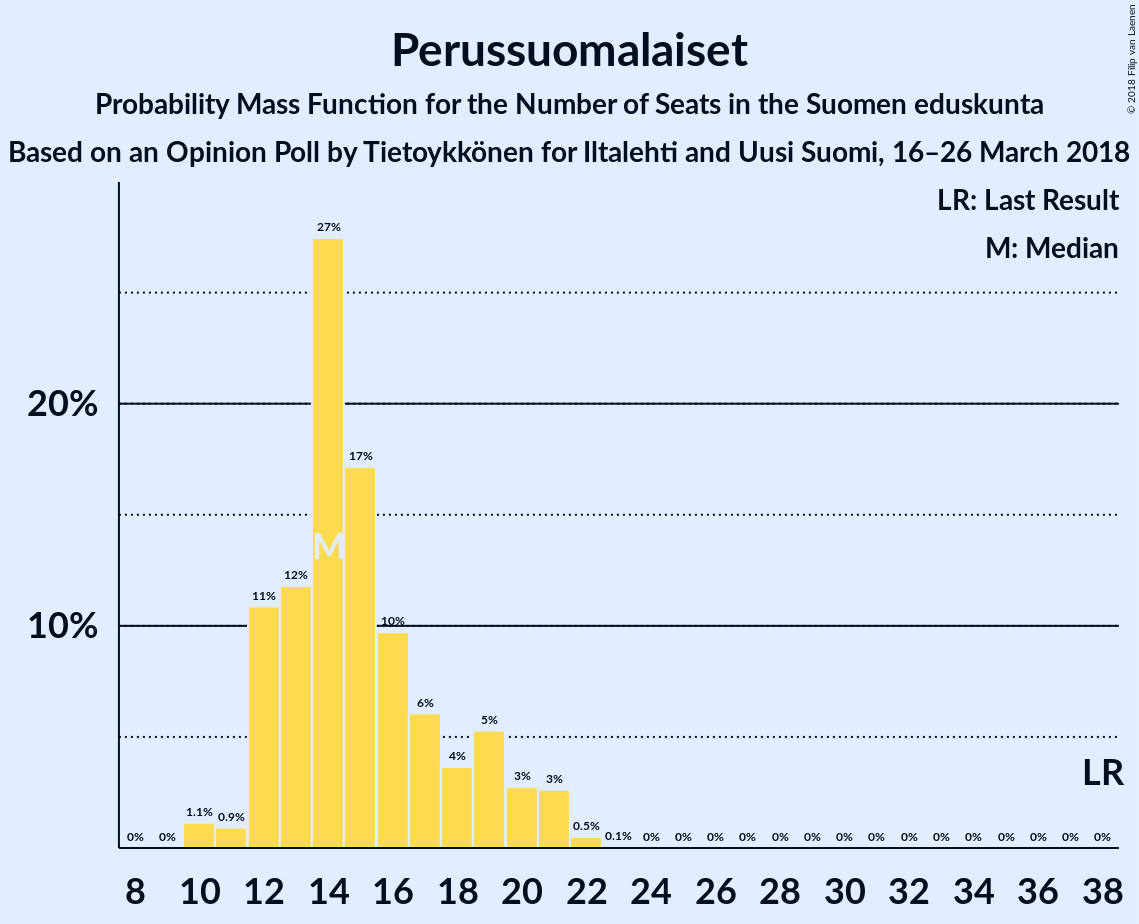 Perussuomalaiset
Probability Mass Function for the Number of Seats in the Suomen eduskunta
Based on an Opinion Poll by Tietoykkönen for Iltalehti and Uusi Suomi, 16–26 March 2018
© 2018 Filip van Laenen
LR: Last Result
M: Median
27%
20%
17%
M
12%
11%
10%
10%
6%
5%
4%
LR
3%
3%
1.1%
0.9%
0.5%
0% 0% 0.1% 0% 0% 0% 0% 0% 0% 0% 0% 0% 0% 0% 0% 0% 0% 0%
8 10 12 14 16 18 20 22 24 26 28 30 32 34 36 38